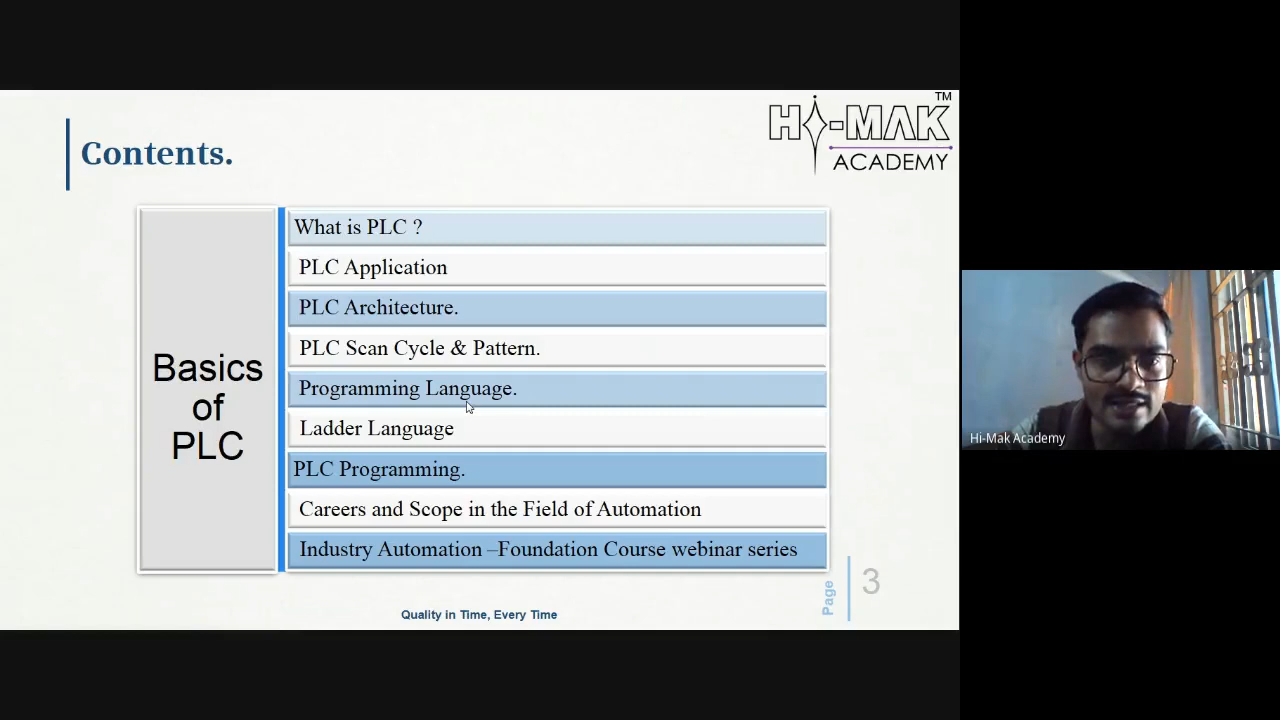 Contents.
HI-MAK
TM
ACADEMY
Basics
of
PLC
What is PLC ?
PLC Application
PLC Architecture.
PLC Scan Cycle & Pattern.
Programming Language.
Ladder Language
PLC Programming.
Careers and Scope in the Field of Automation
Industry Automation –Foundation Course webinar series
Quality in Time, Every Time
Page
3
Hi-Mak Academy